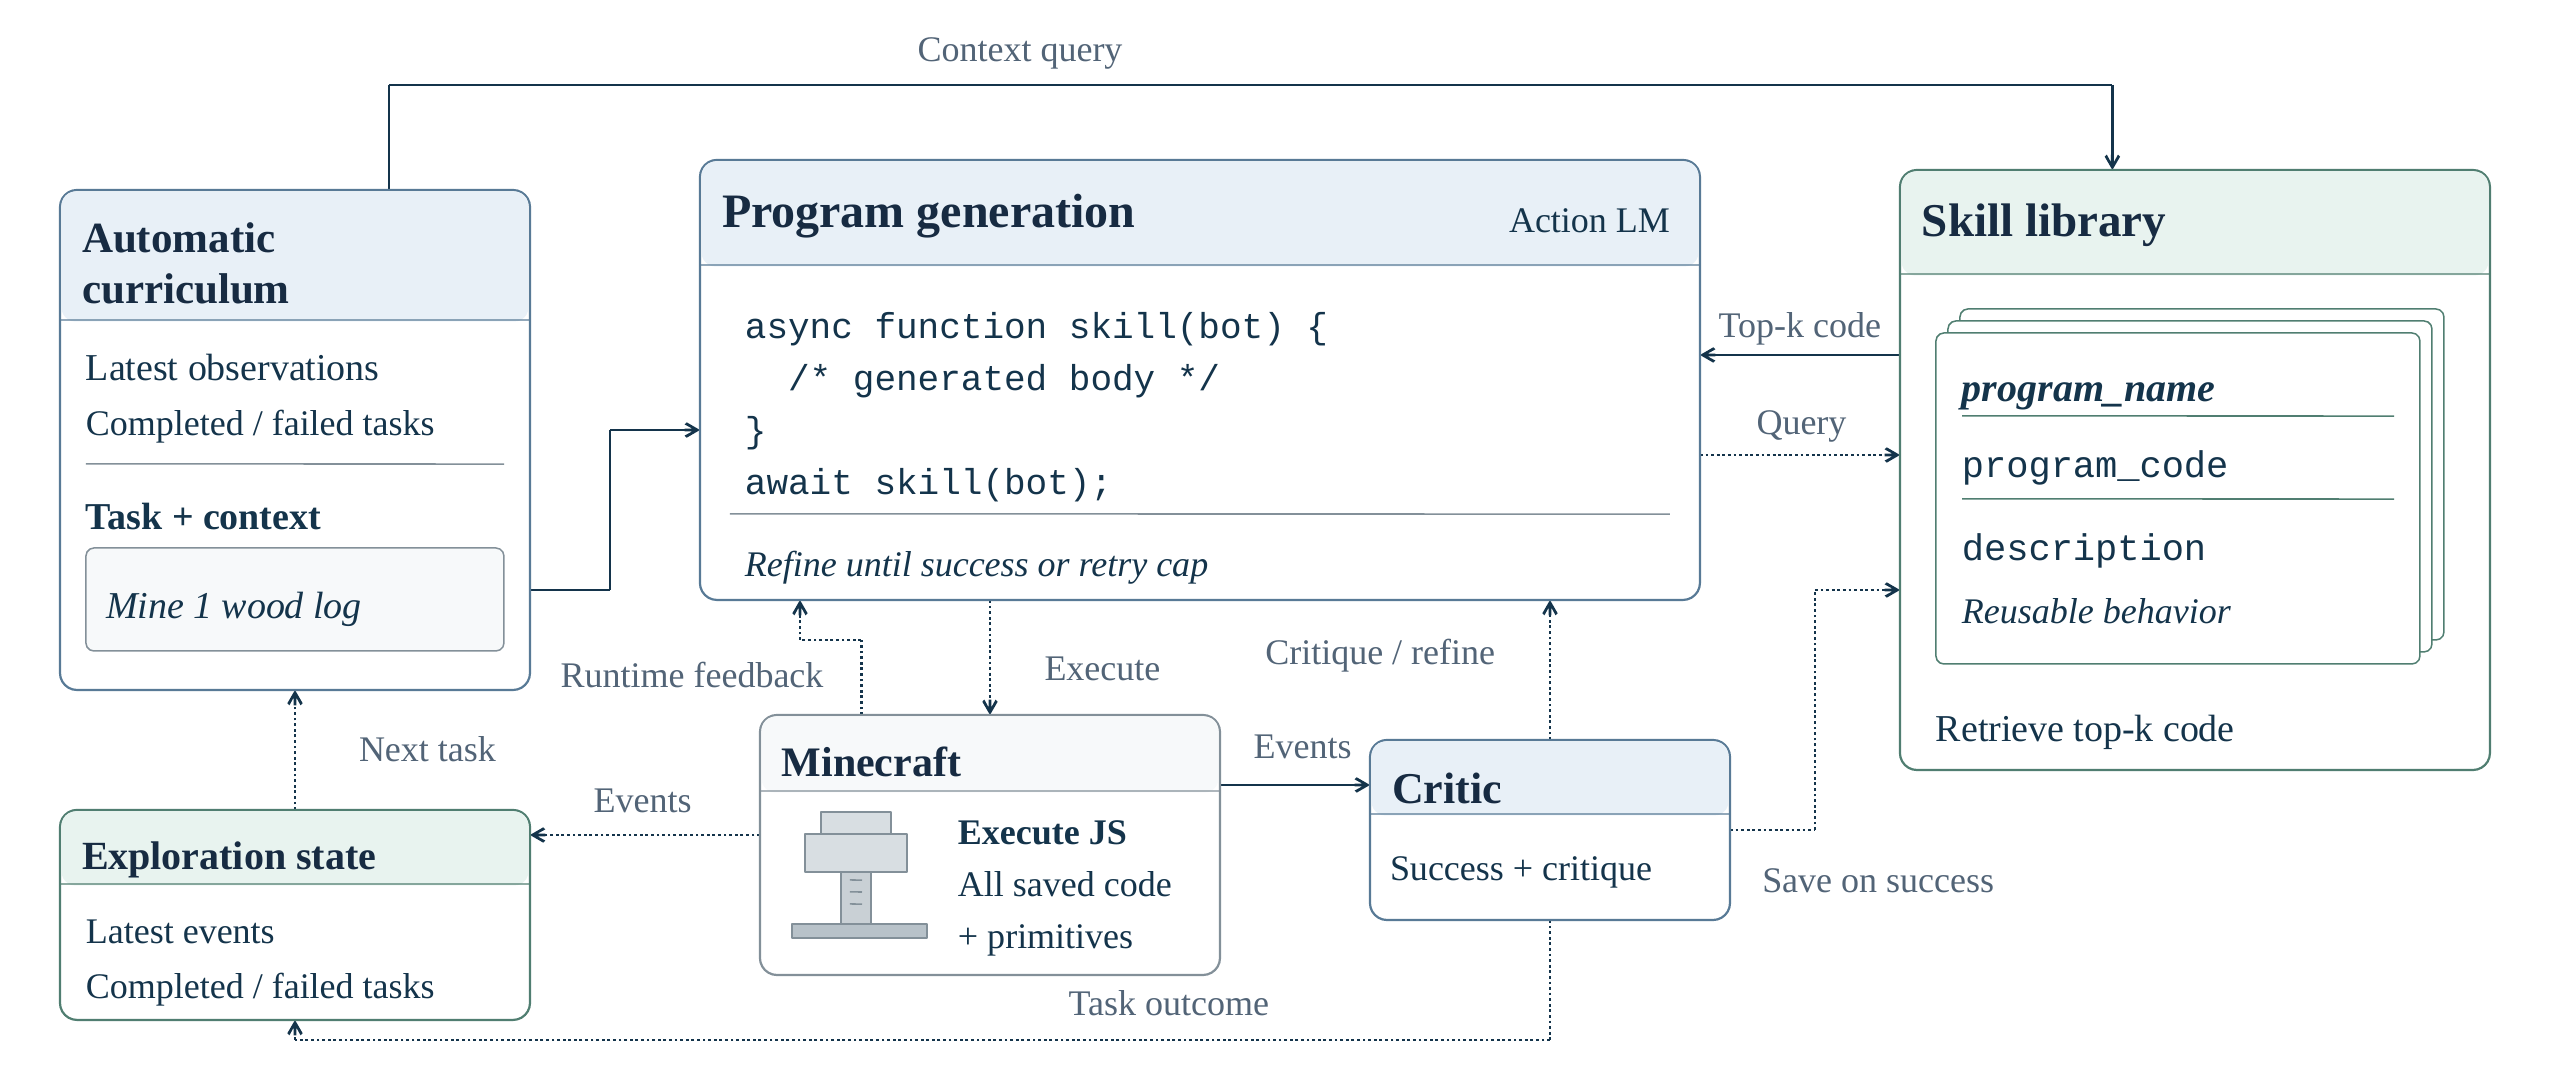 Context query
Automatic
curriculum
Latest observations
Completed / failed tasks
Task + context
Mine 1 wood log
Program generation
Action LM
async function skill(bot) {
  /* generated body */
}
await skill(bot);
Refine until success or retry cap
Top-k code
Query
Skill library
program_name
program_code
description
Reusable behavior
Retrieve top-k code
Runtime feedback
Execute
Critique / refine
Next task
Events
Minecraft
Execute JS
All saved code
+ primitives
Events
Critic
Success + critique
Save on success
Exploration state
Latest events
Completed / failed tasks
Task outcome